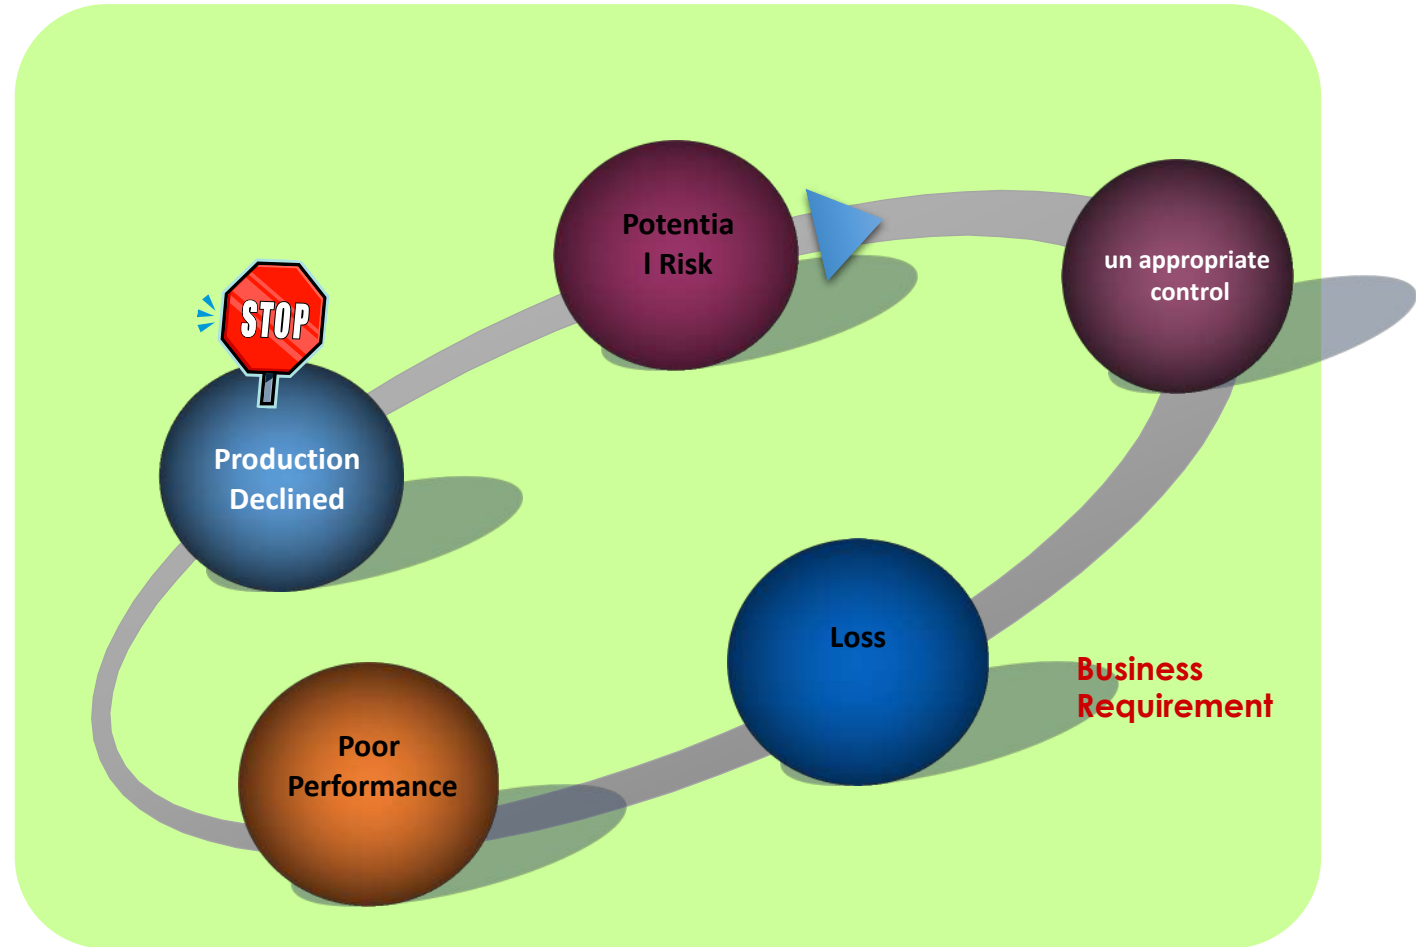 Potentia
l Risk
un appropriate
control
STOP
Production
Declined
Loss
Business
Requirement
Poor
Performance